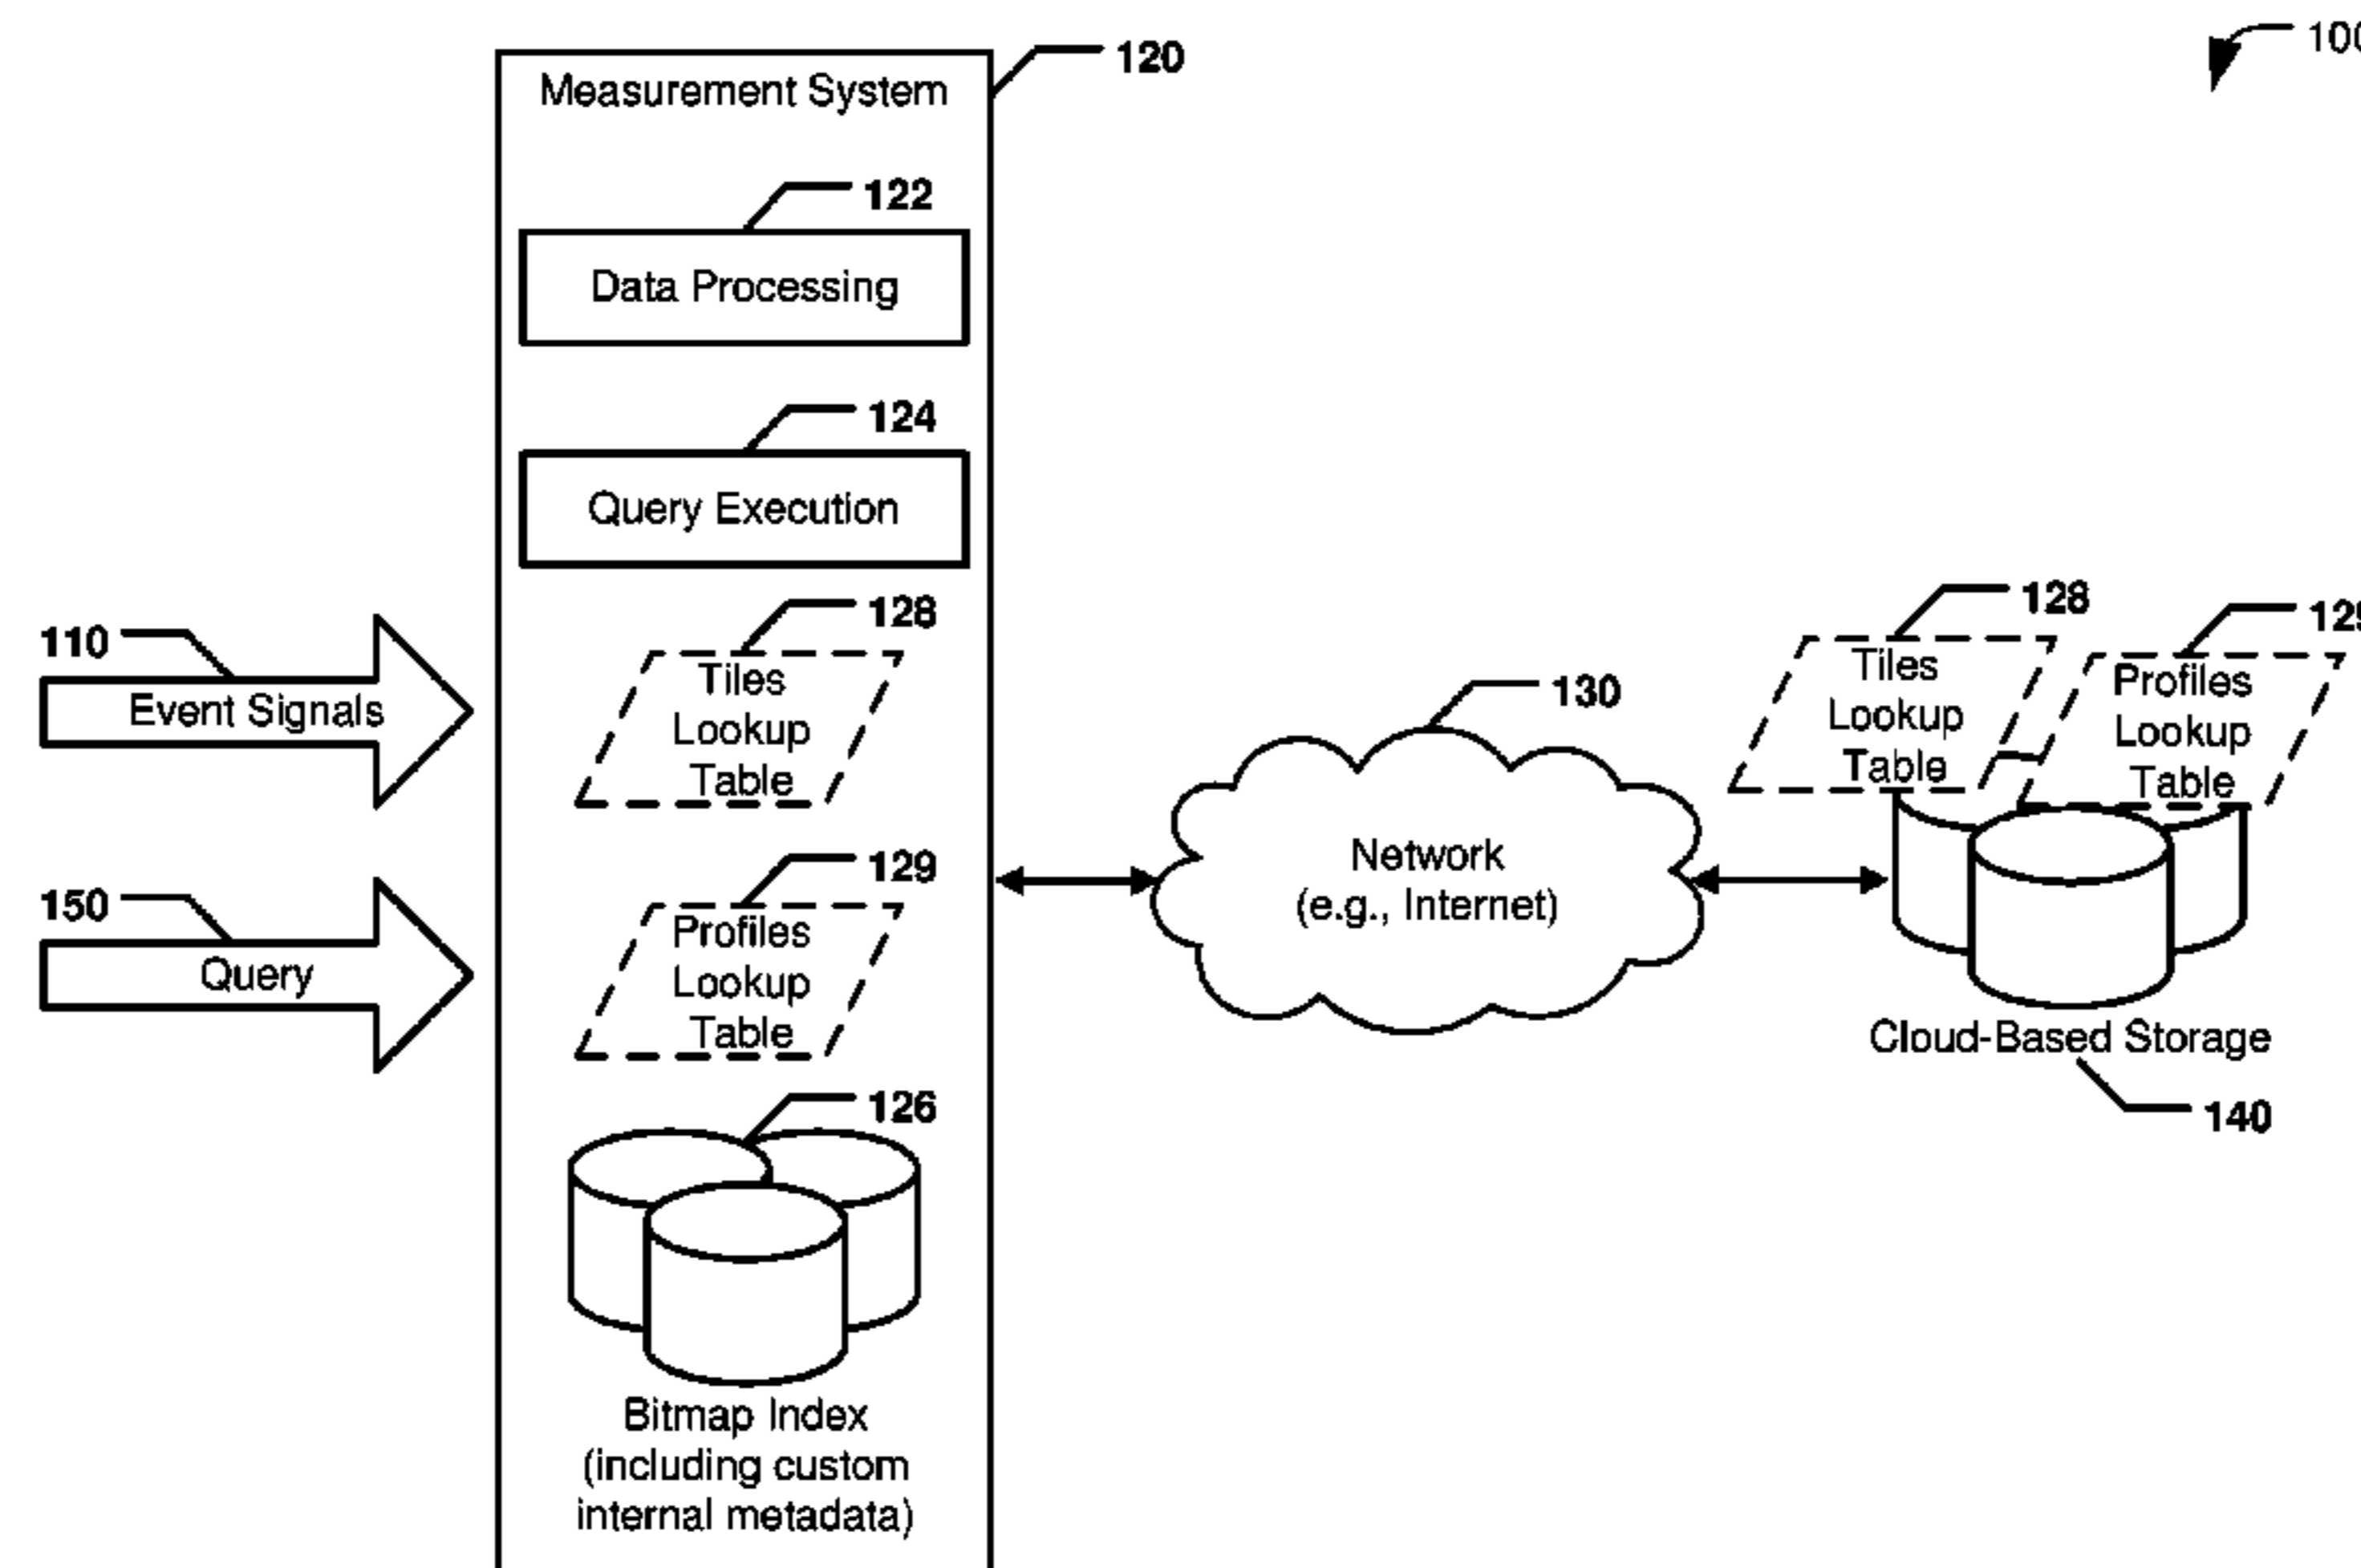 100
120
Measurement System
122
Data Processing
124
Query Execution
128
Tiles
Lookup
Table
110
Event Signals
129
Profiles
Lookup
Table
150
Query
126
Bitmap Index
(including custom
internal metadata)
130
Network
(e.g., Internet)
128
Tiles
Lookup
Table
129
Profiles
Lookup
Table
Cloud-Based Storage
140